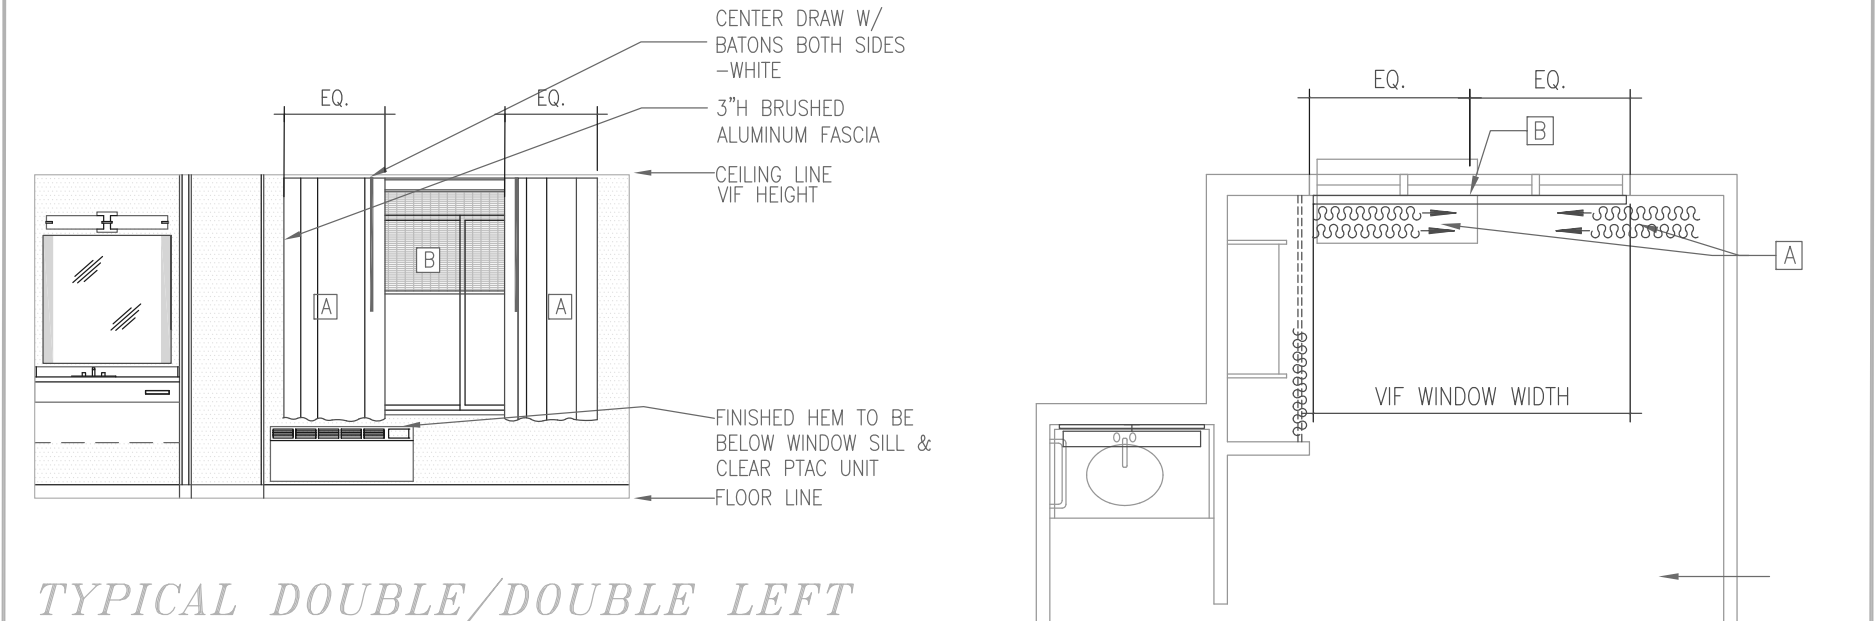 CENTER DRAW W/
BATONS BOTH SIDES
-WHITE
EQ.
EQ.
3"H BRUSHED
ALUMINUM FASCIA
CEILING LINE
VIF HEIGHT
B
A
A
FINISHED HEM TO BE
BELOW WINDOW SILL &
CLEAR PTAC UNIT
FLOOR LINE
TYPICAL DOUBLE/DOUBLE LEFT
EQ.
EQ.
B
A
VIF WINDOW WIDTH